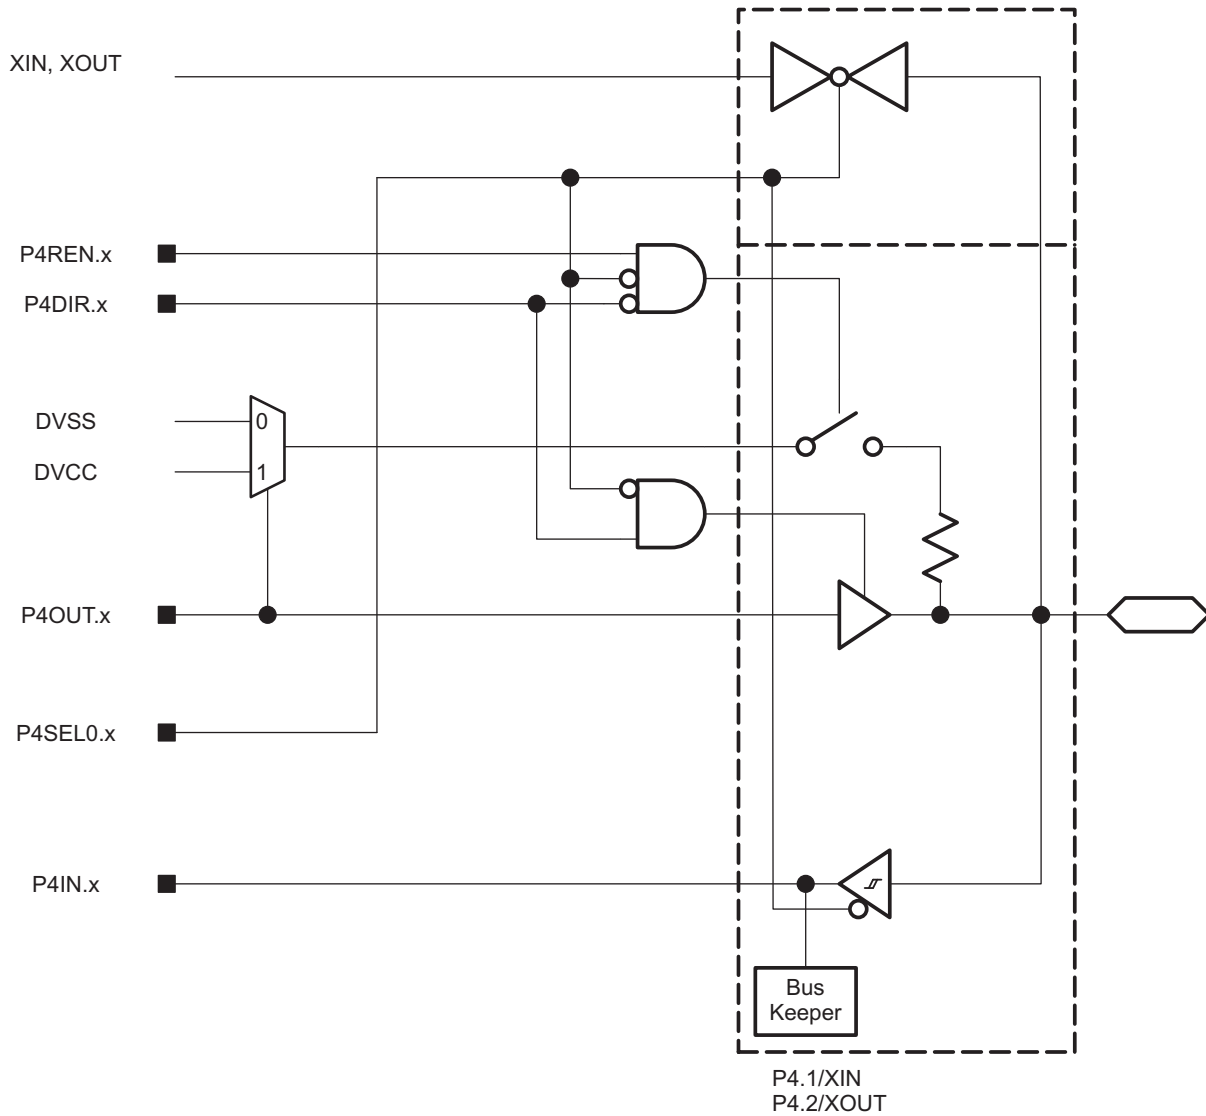 XIN, XOUT
P4REN.x
P4DIR.x
DVSS
0
DVCC
1
P4OUT.x
P4SEL0.x
P4IN.x
Bus
Keeper
P4.1/XIN
P4.2/XOUT